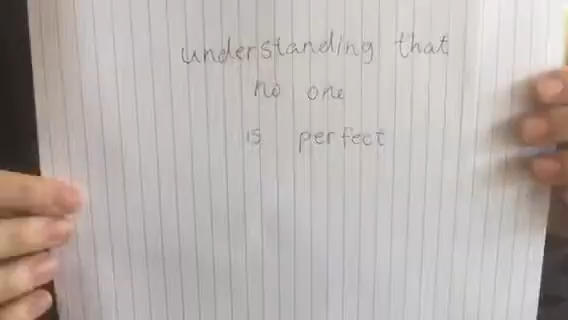 understanding that
no one
is perfect